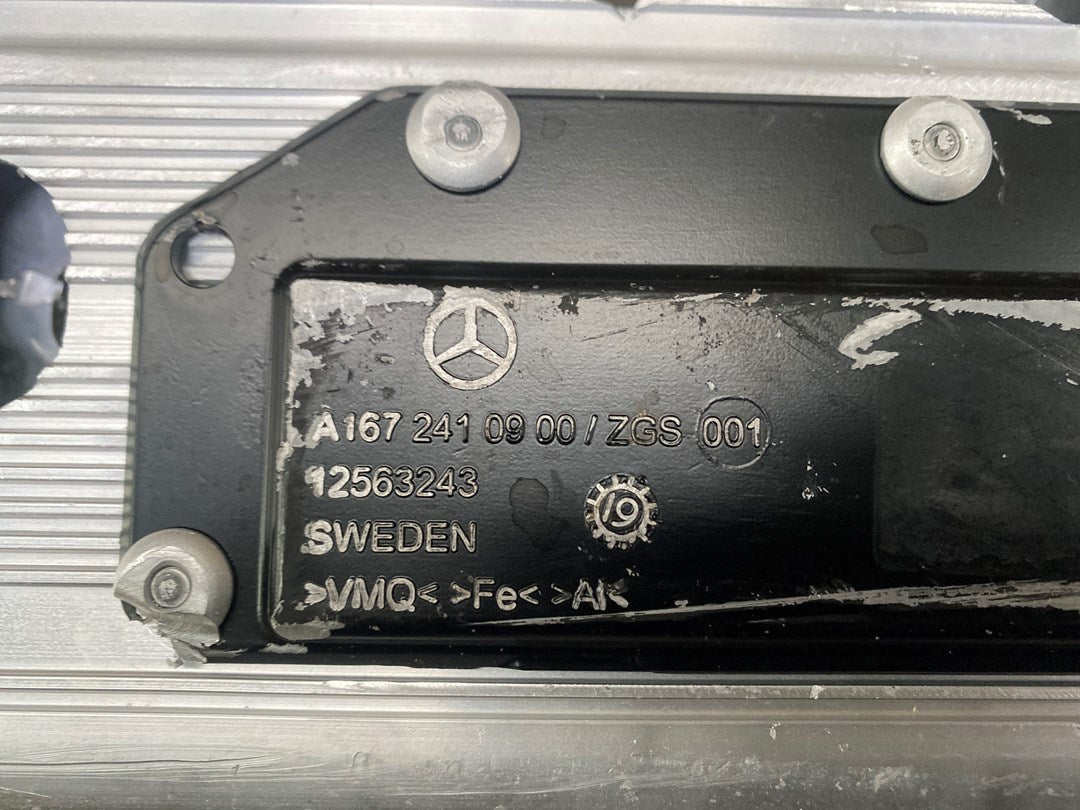 A167 241 09 00 / ZGS 001
12563243
19
SWEDEN
>VMQ< >Fe< >Al<